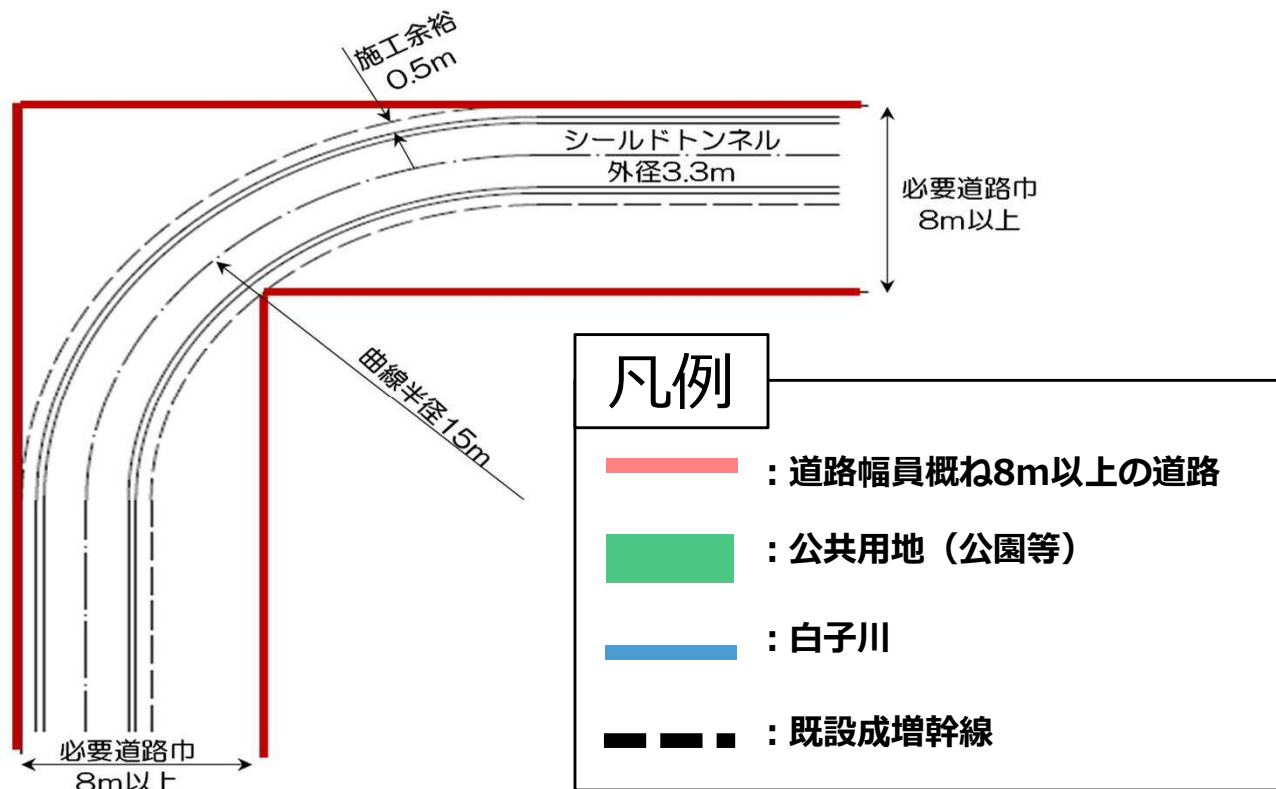 施工余裕
0.5m
シールドトンネル
外径3.3m
必要道路巾
8m以上
曲線半径15m
凡例
：道路幅員概ね8m以上の道路
：公共用地（公園等）
：白子川
：既設成増幹線
必要道路巾
8m以上